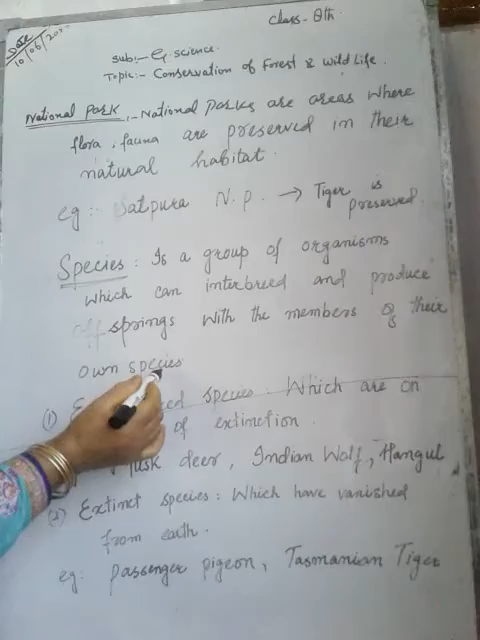 Class- 8th
Date
10/06/20
Sub:- G. Science
Topic:- Conservation of Forest & Wild Life.
National Park :- National Parks are areas where
flora, fauna are preserved in their
natural habitat.
eg:- Satpura N.P. → Tiger is
preserved.
Species: Is a group of organisms
which can interbreed and produce
off springs with the members of their
own species
(1) species: Which are on
of extinction.
deer, Indian Wolf, Hangul
(2) Extinct species: Which have vanished
from earth.
eg: passenger pigeon, Tasmanian Tiger